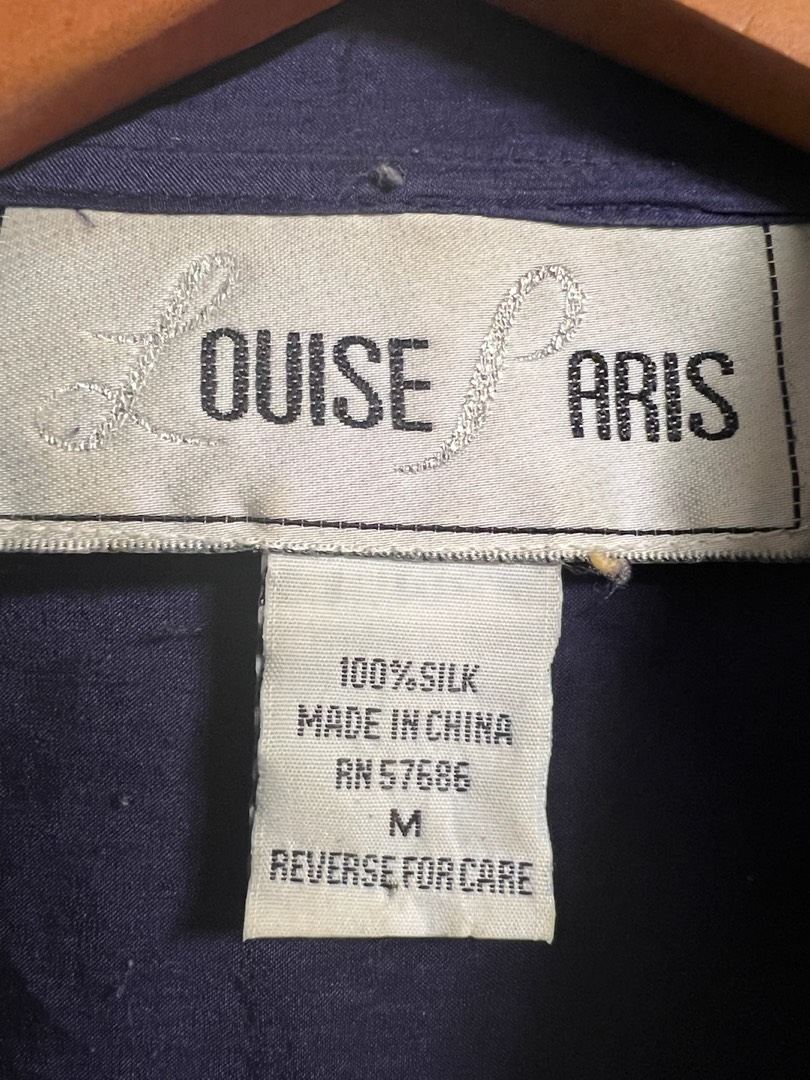 LOUISE PARIS
100% SILK
MADE IN CHINA
RN 57686
M
REVERSE FOR CARE